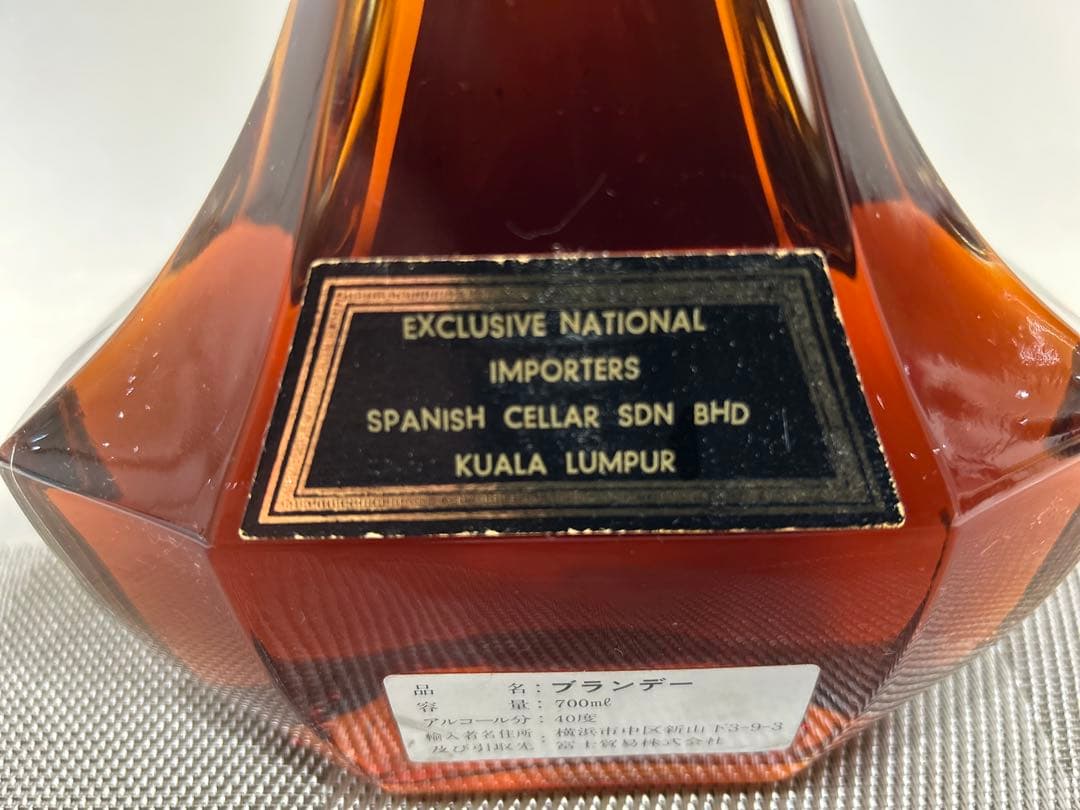 EXCLUSIVE NATIONAL
IMPORTERS
SPANISH CELLAR SDN BHD
KUALA LUMPUR
品 名：ブランデー
容 量：700mℓ
アルコール分：40度
輸入者名住所：横浜市中区新山下3-9-3
及び引取先：富士貿易株式会社